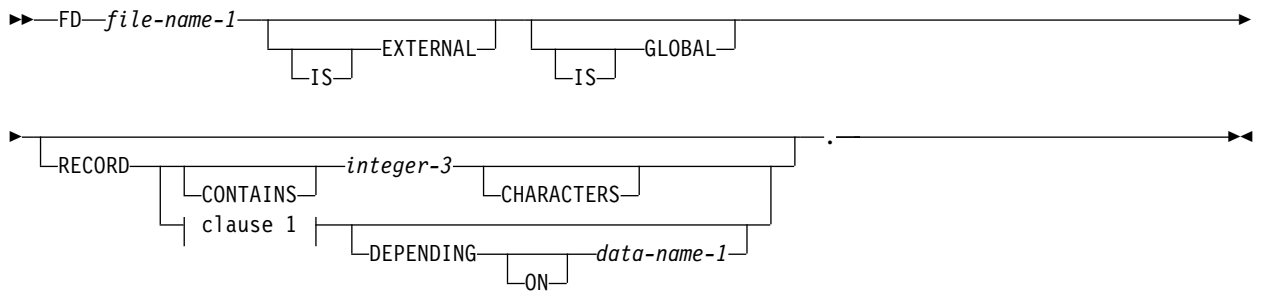 FD file-name-1 EXTERNAL GLOBAL
IS IS
RECORD integer-3 .
CONTAINS CHARACTERS
clause 1
DEPENDING data-name-1
ON